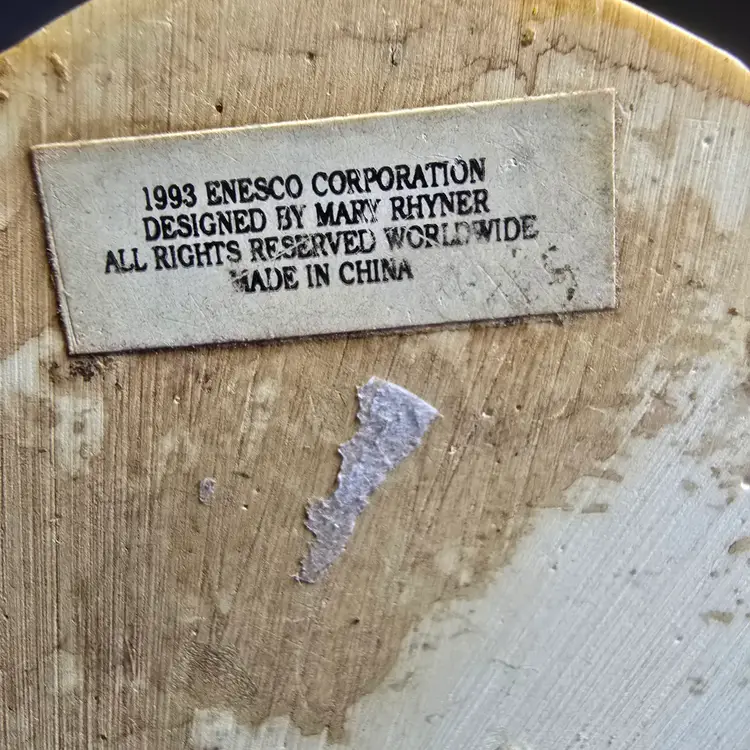 1993 ENESCO CORPORATION
DESIGNED BY MARY RHYNER
ALL RIGHTS RESERVED WORLDWIDE
MADE IN CHINA